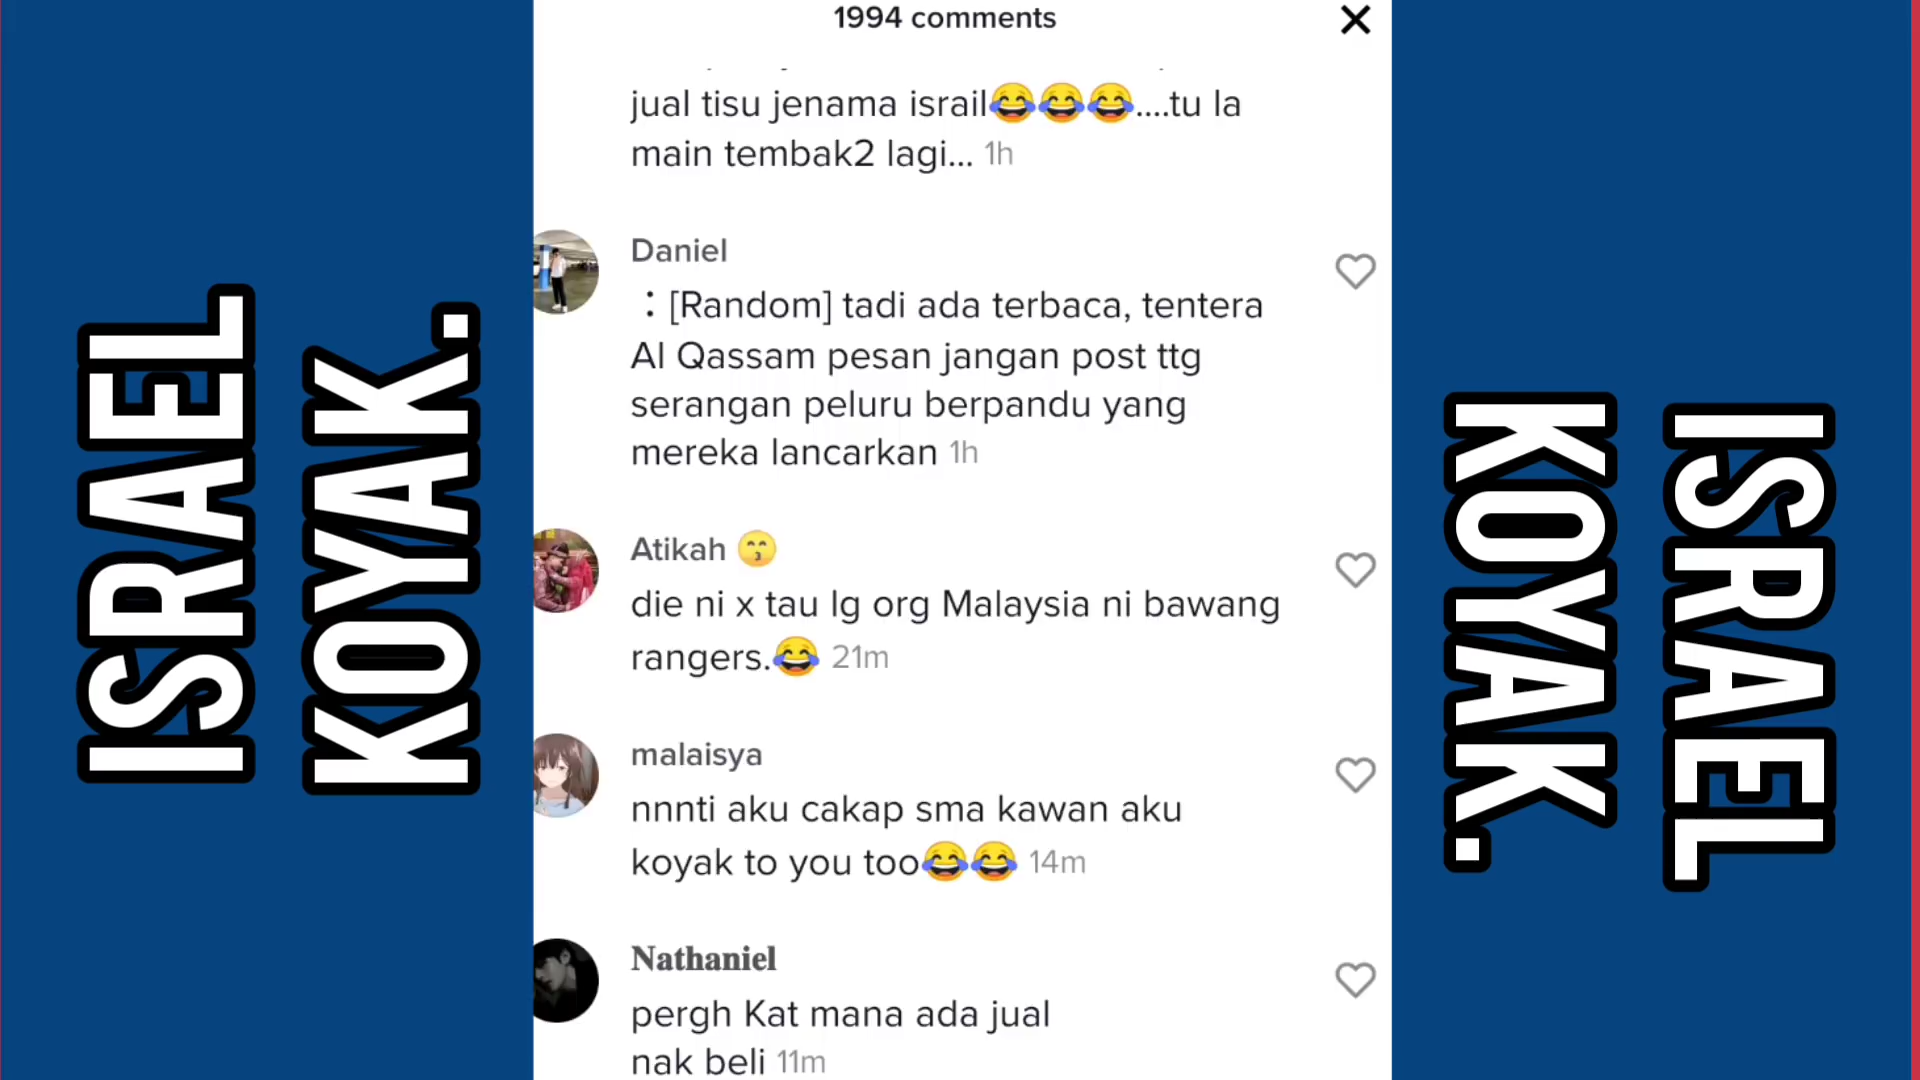 1994 comments
jual tisu jenama israil😂😂😂....tu la
main tembak2 lagi... 1h
Daniel
：[Random] tadi ada terbaca, tentera
Al Qassam pesan jangan post ttg
serangan peluru berpandu yang
mereka lancarkan 1h
Atikah 😙
die ni x tau lg org Malaysia ni bawang
rangers.😂 21m
malaisya
nnnti aku cakap sma kawan aku
koyak to you too😂😂 14m
Nathaniel
pergh Kat mana ada jual
nak beli 11m
ISRAEL
KOYAK.
ISRAEL
KOYAK.